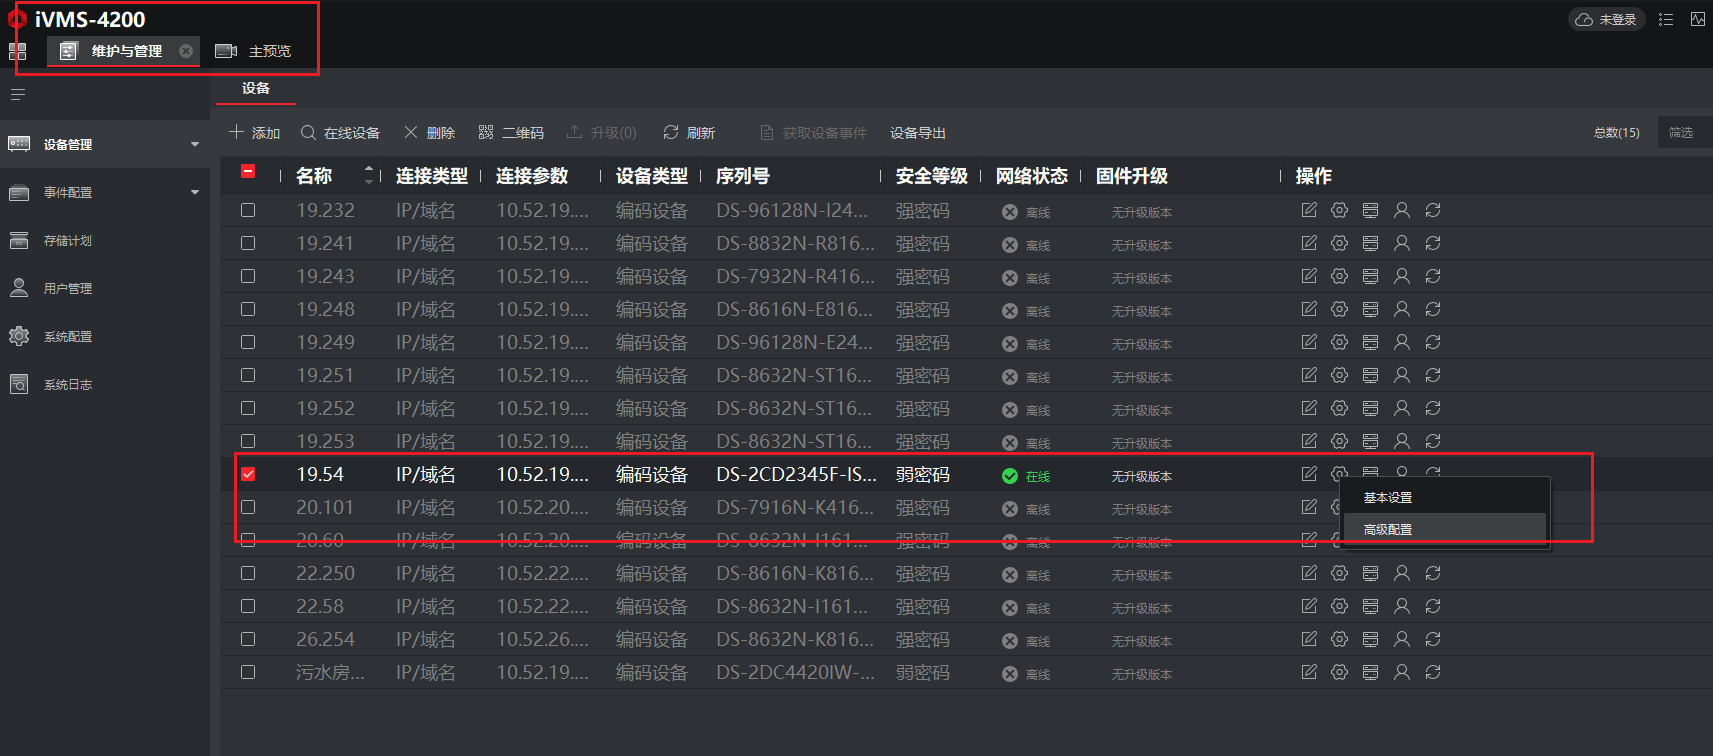 iVMS-4200
未登录
维护与管理 主预览
设备
添加 在线设备 删除 二维码 升级(0) 刷新 获取设备事件 设备导出 总数(15) 筛选
设备管理
事件配置
存储计划
用户管理
系统配置
系统日志
名称 连接类型 连接参数 设备类型 序列号 安全等级 网络状态 固件升级 操作
19.232 IP/域名 10.52.19.... 编码设备 DS-96128N-I24... 强密码 离线 无升级版本
19.241 IP/域名 10.52.19.... 编码设备 DS-8832N-R816... 强密码 离线 无升级版本
19.243 IP/域名 10.52.19.... 编码设备 DS-7932N-R416... 强密码 离线 无升级版本
19.248 IP/域名 10.52.19.... 编码设备 DS-8616N-E816... 强密码 离线 无升级版本
19.249 IP/域名 10.52.19.... 编码设备 DS-96128N-E24... 强密码 离线 无升级版本
19.251 IP/域名 10.52.19.... 编码设备 DS-8632N-ST16... 强密码 离线 无升级版本
19.252 IP/域名 10.52.19.... 编码设备 DS-8632N-ST16... 强密码 离线 无升级版本
19.253 IP/域名 10.52.19.... 编码设备 DS-8632N-ST16... 强密码 离线 无升级版本
19.54 IP/域名 10.52.19.... 编码设备 DS-2CD2345F-IS... 弱密码 在线 无升级版本
基本设置
20.101 IP/域名 10.52.20.... 编码设备 DS-7916N-K416... 强密码 离线 无升级版本
高级配置
20.60 IP/域名 10.52.20.... 编码设备 DS-8632N-I161... 强密码 离线 无升级版本
22.250 IP/域名 10.52.22.... 编码设备 DS-8616N-K816... 强密码 离线 无升级版本
22.58 IP/域名 10.52.22.... 编码设备 DS-8632N-I161... 强密码 离线 无升级版本
26.254 IP/域名 10.52.26.... 编码设备 DS-8632N-K816... 强密码 离线 无升级版本
污水房... IP/域名 10.52.19.... 编码设备 DS-2DC4420IW-... 弱密码 离线 无升级版本